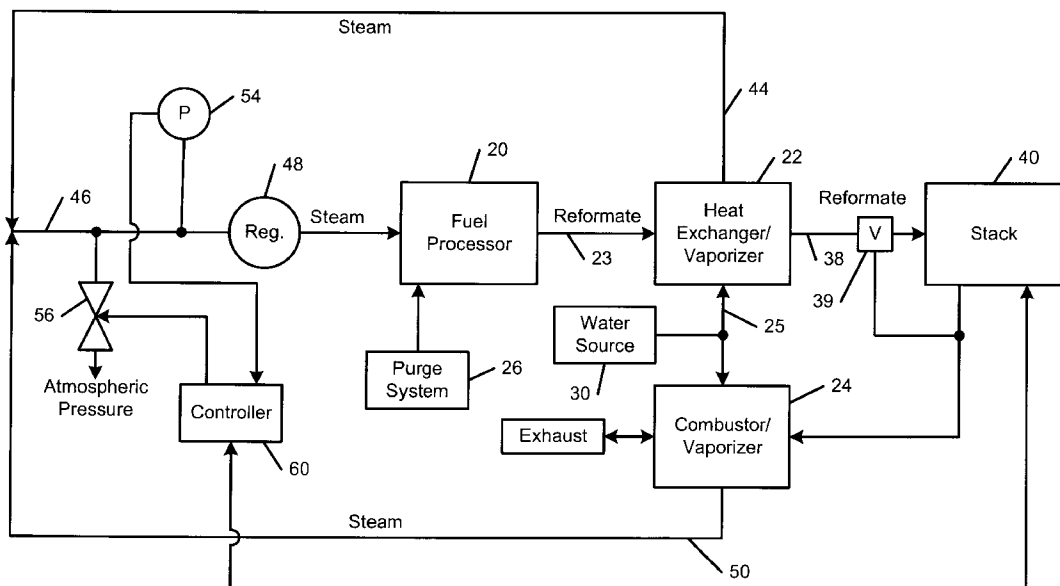 Steam
44
P
54
46
48
Reg.
Steam
20
Fuel
Processor
Reformate
23
22
Heat
Exchanger/
Vaporizer
Reformate
38
V
39
40
Stack
56
Atmospheric
Pressure
Controller
60
Purge
System
26
Water
Source
30
25
24
Combustor/
Vaporizer
Exhaust
Steam
50